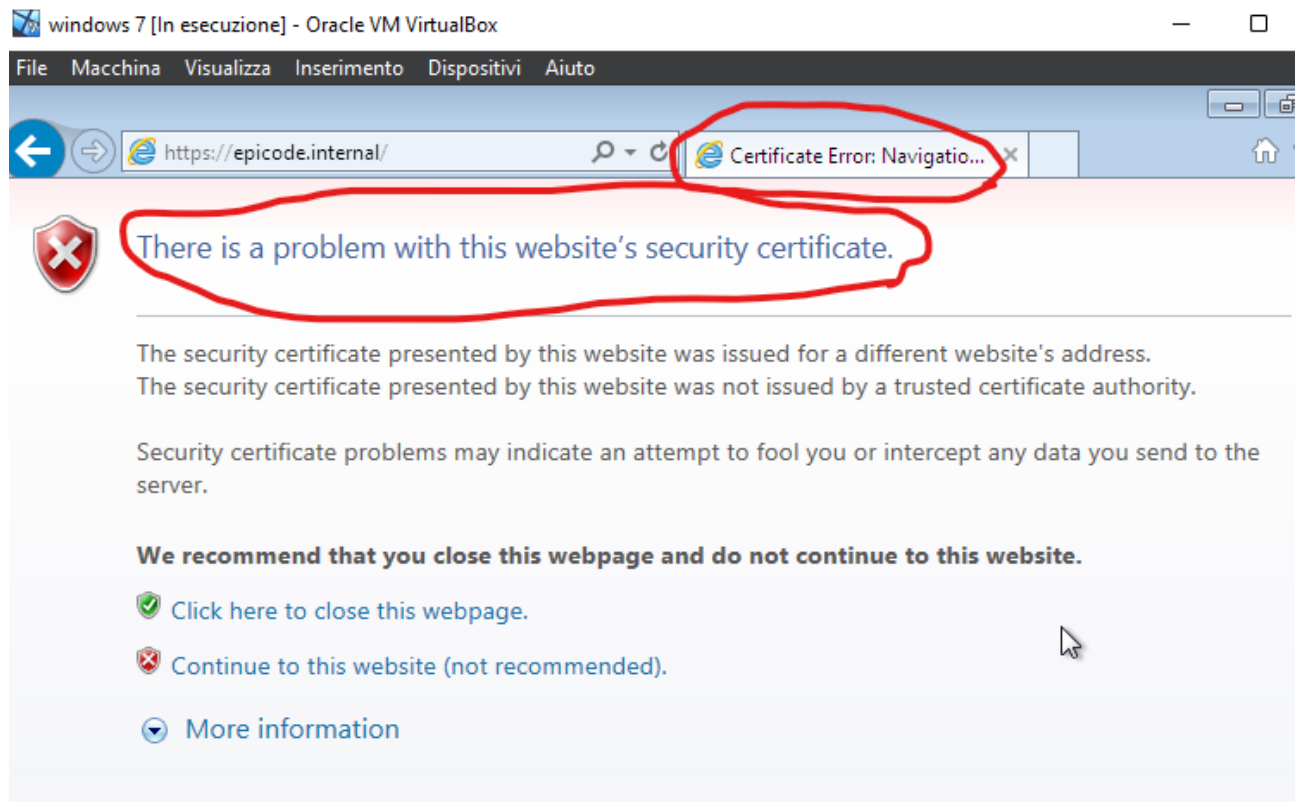 windows 7 [In esecuzione] - Oracle VM VirtualBox
File Macchina Visualizza Inserimento Dispositivi Aiuto
https://epicode.internal/
Certificate Error: Navigatio...
There is a problem with this website's security certificate.
The security certificate presented by this website was issued for a different website's address.
The security certificate presented by this website was not issued by a trusted certificate authority.
Security certificate problems may indicate an attempt to fool you or intercept any data you send to the
server.
We recommend that you close this webpage and do not continue to this website.
Click here to close this webpage.
Continue to this website (not recommended).
More information